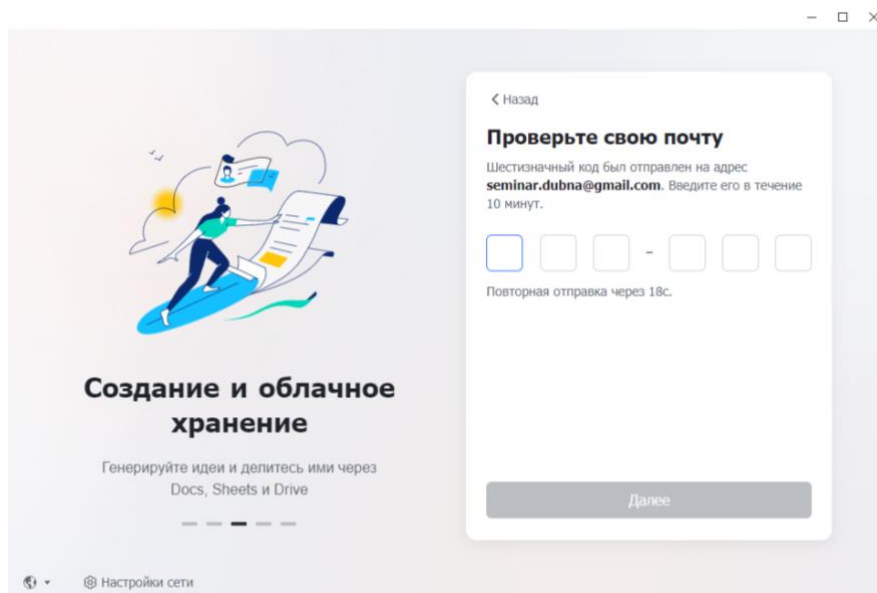 Назад
Проверьте свою почту
Шестизначный код был отправлен на адрес
seminar.dubna@gmail.com. Введите его в течение
10 минут.
–
Повторная отправка через 18с.
Далее
Создание и облачное
хранение
Генерируйте идеи и делитесь ими через
Docs, Sheets и Drive
Настройки сети